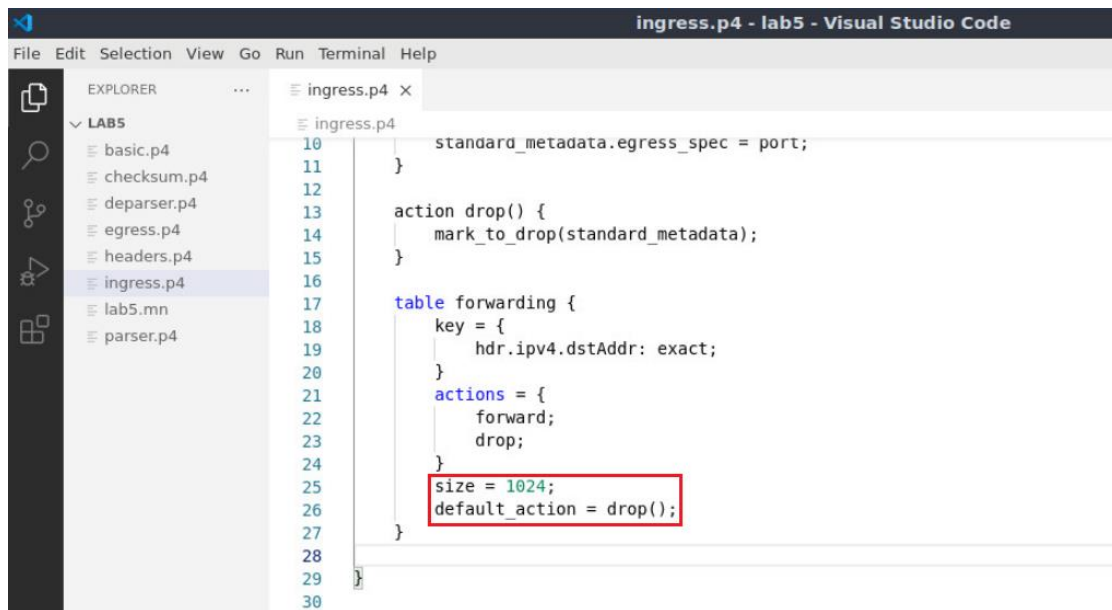 ingress.p4 - lab5 - Visual Studio Code
File Edit Selection View Go Run Terminal Help
EXPLORER ...
LAB5
basic.p4
checksum.p4
deparser.p4
egress.p4
headers.p4
ingress.p4
lab5.mn
parser.p4
ingress.p4 ×
ingress.p4
10 standard_metadata.egress_spec = port;
11 }
12
13 action drop() {
14 mark_to_drop(standard_metadata);
15 }
16
17 table forwarding {
18 key = {
19 hdr.ipv4.dstAddr: exact;
20 }
21 actions = {
22 forward;
23 drop;
24 }
25 size = 1024;
26 default_action = drop();
27 }
28
29 }
30